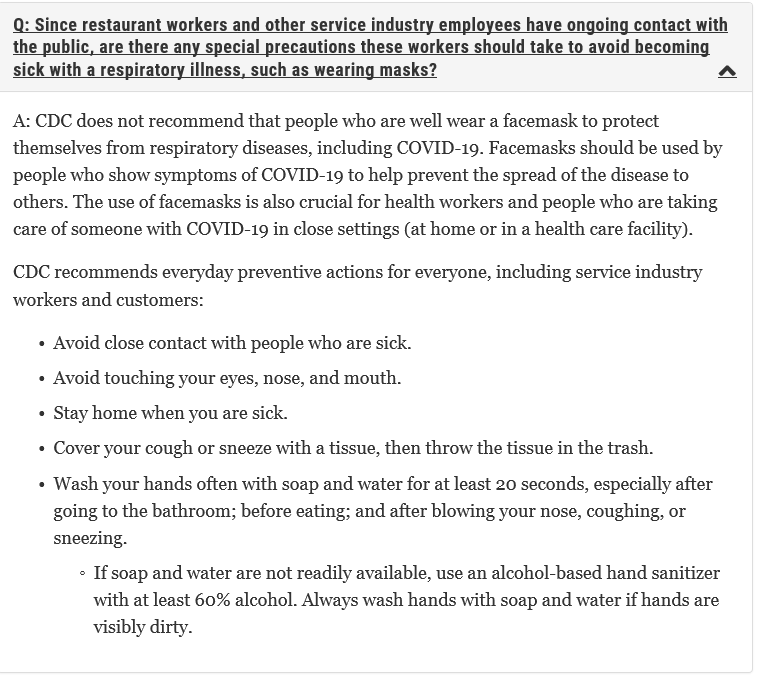 Q: Since restaurant workers and other service industry employees have ongoing contact with
the public, are there any special precautions these workers should take to avoid becoming
sick with a respiratory illness, such as wearing masks?
A: CDC does not recommend that people who are well wear a facemask to protect
themselves from respiratory diseases, including COVID-19. Facemasks should be used by
people who show symptoms of COVID-19 to help prevent the spread of the disease to
others. The use of facemasks is also crucial for health workers and people who are taking
care of someone with COVID-19 in close settings (at home or in a health care facility).
CDC recommends everyday preventive actions for everyone, including service industry
workers and customers:
• Avoid close contact with people who are sick.
• Avoid touching your eyes, nose, and mouth.
• Stay home when you are sick.
• Cover your cough or sneeze with a tissue, then throw the tissue in the trash.
• Wash your hands often with soap and water for at least 20 seconds, especially after
going to the bathroom; before eating; and after blowing your nose, coughing, or
sneezing.
◦ If soap and water are not readily available, use an alcohol-based hand sanitizer
with at least 60% alcohol. Always wash hands with soap and water if hands are
visibly dirty.